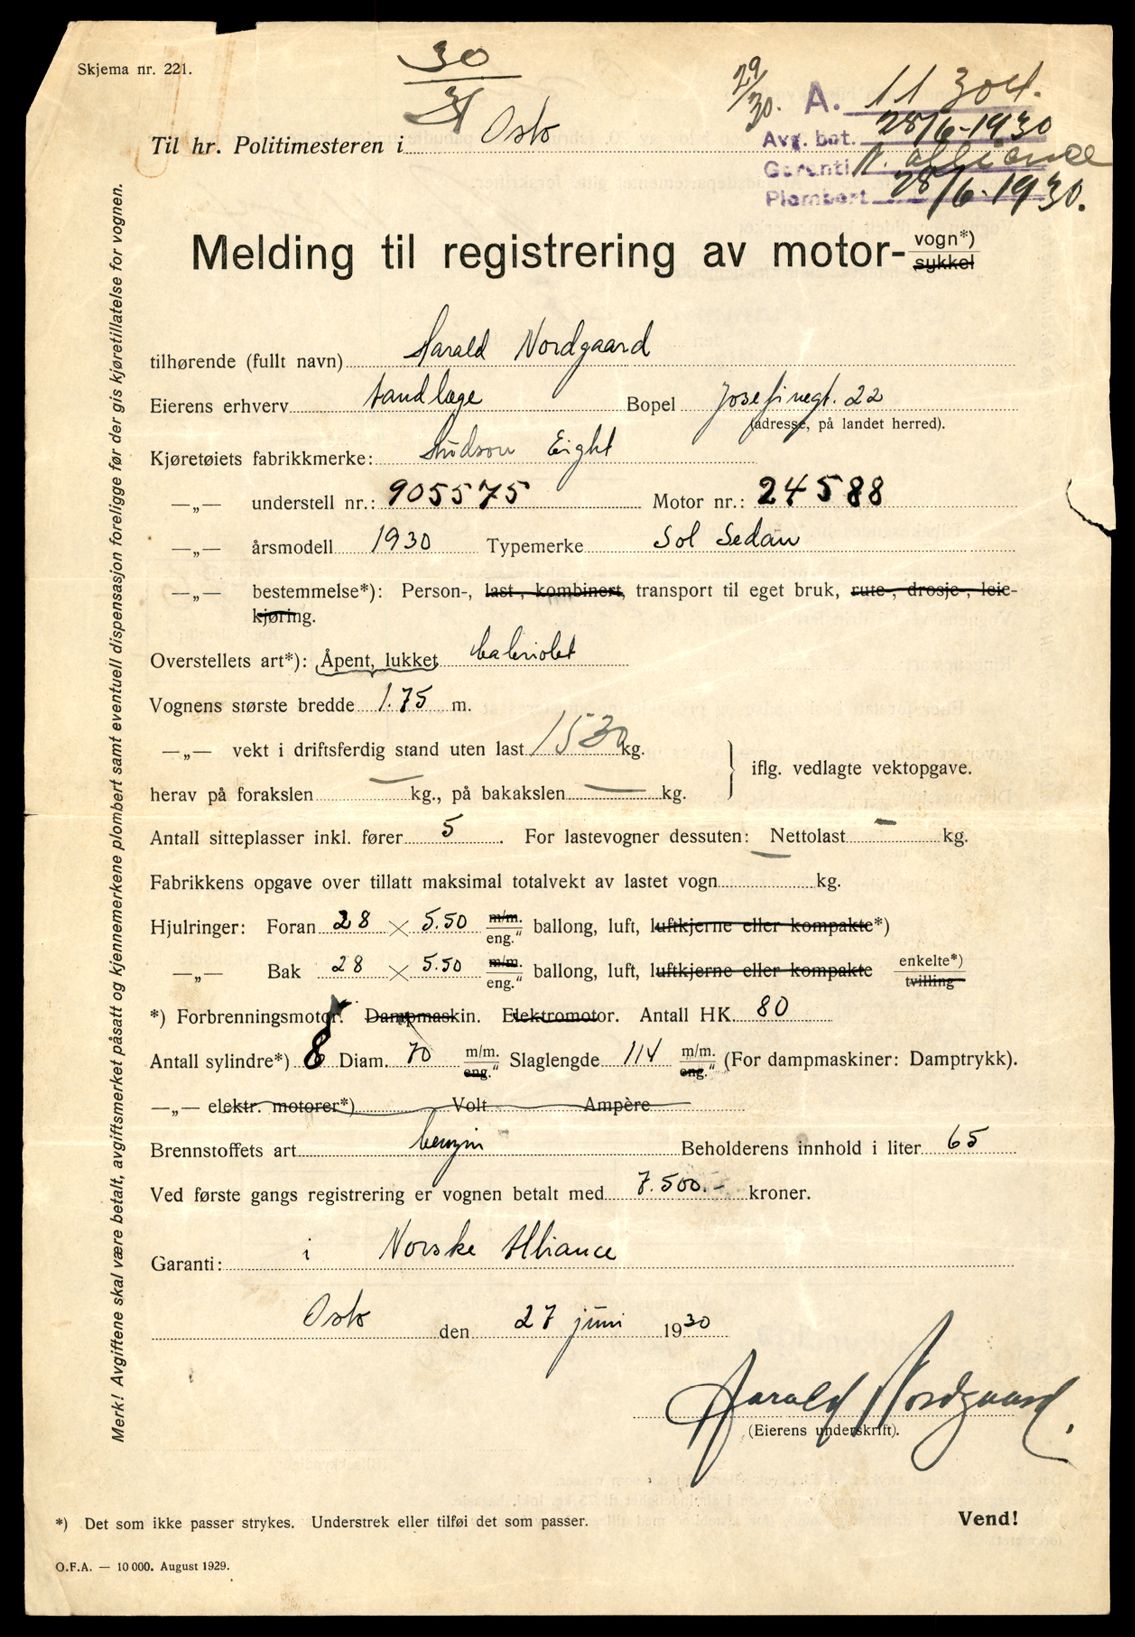 Skjema nr. 221.
30
31
29/30.
A. 11 304.
Avg. bet. 28/6-1930
Garanti N. Alliance
Plombert 28/6-1930.
Til hr. Politimesteren i Oslo
Melding til registrering av motor- vogn*)
sykkel
tilhørende (fullt navn) Harald Nordgaard
Eierens erhverv tandlæge Bopel Josefinegt. 22
(adresse, på landet herred).
Kjøretøiets fabrikkmerke: Hudson Eight
—„— understell nr.: 905575 Motor nr.: 24588
—„— årsmodell 1930 Typemerke Sol Sedan
—„— bestemmelse*): Person-, last-, kombinert, transport til eget bruk, rute-, drosje-, leie-
kjøring.
Overstellets art*): Åpent, lukket cabriolet
Vognens største bredde 1.75 m.
—„— vekt i driftsferdig stand uten last 1530 kg.
iflg. vedlagte vektopgave.
herav på forakslen — kg., på bakakslen — kg.
Antall sitteplasser inkl. fører 5. For lastevogner dessuten: Nettolast — kg.
Fabrikkens opgave over tillatt maksimal totalvekt av lastet vogn — kg.
Hjulringer: Foran 28 × 5.50 m/m. eng.“ ballong, luft, luftkjerne eller kompakte*)
—„— Bak 28 × 5.50 m/m. eng.“ ballong, luft, luftkjerne eller kompakte enkelte*) tvilling
*) Forbrenningsmotor. Dampmaskin. Elektromotor. Antall HK. 80
Antall sylindre*) 8 Diam. 70 m/m. eng.“ Slaglengde 114 m/m. eng.“ (For dampmaskiner: Damptrykk).
—„— elektr. motorer*) Volt Ampère
Brennstoffets art benzin Beholderens innhold i liter 65
Ved første gangs registrering er vognen betalt med 7.500.- kroner.
Garanti: i Norske Alliance
Oslo den 27 juni 1930
Harald Nordgaard.
(Eierens underskrift).
*) Det som ikke passer strykes. Understrek eller tilføi det som passer.
Vend!
O.F.A. — 10 000. August 1929.
Merk! Avgiftene skal være betalt, avgiftsmerket påsatt og kjennemerkene plombert samt eventuell dispensasjon foreligge før der gis kjøretillatelse for vognen.